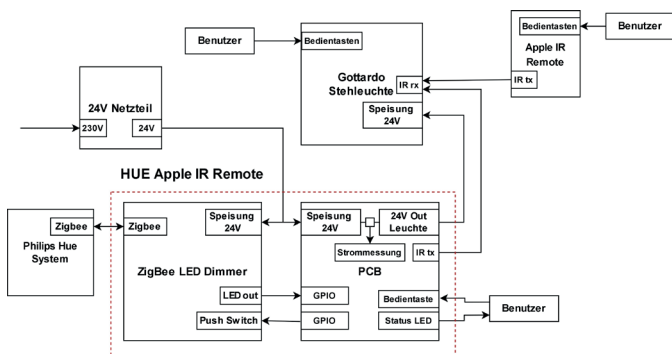 Benutzer
Bedientasten
Gottardo
Stehleuchte
IR rx
Speisung
24V
Bedientasten
Apple IR
Remote
IR tx
Benutzer
24V Netzteil
230V
24V
HUE Apple IR Remote
Zigbee
Philips Hue
System
Zigbee
Speisung
24V
ZigBee LED Dimmer
LED out
Push Switch
Speisung
24V
24V Out
Leuchte
Strommessung
IR tx
PCB
GPIO
Bedientaste
GPIO
Status LED
Benutzer